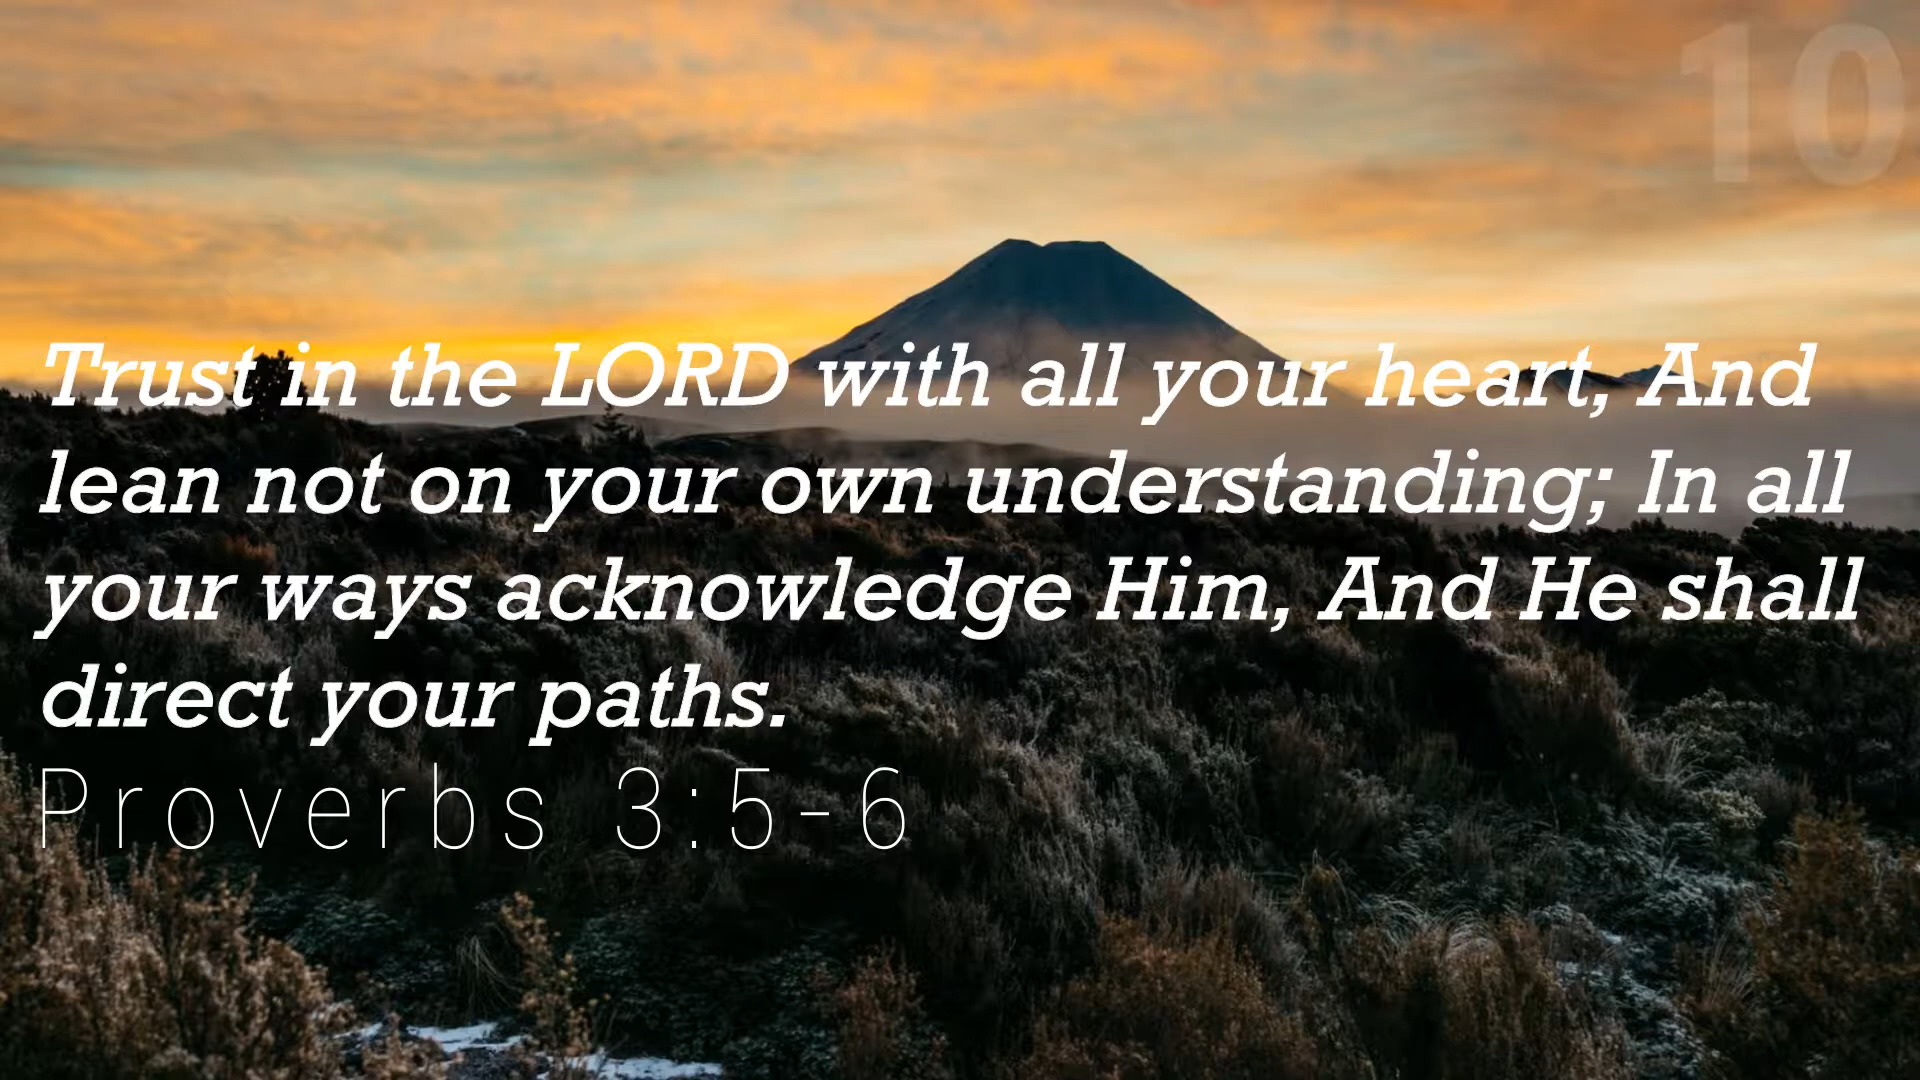 10
Trust in the LORD with all your heart, And
lean not on your own understanding; In all
your ways acknowledge Him, And He shall
direct your paths.
Proverbs 3:5-6